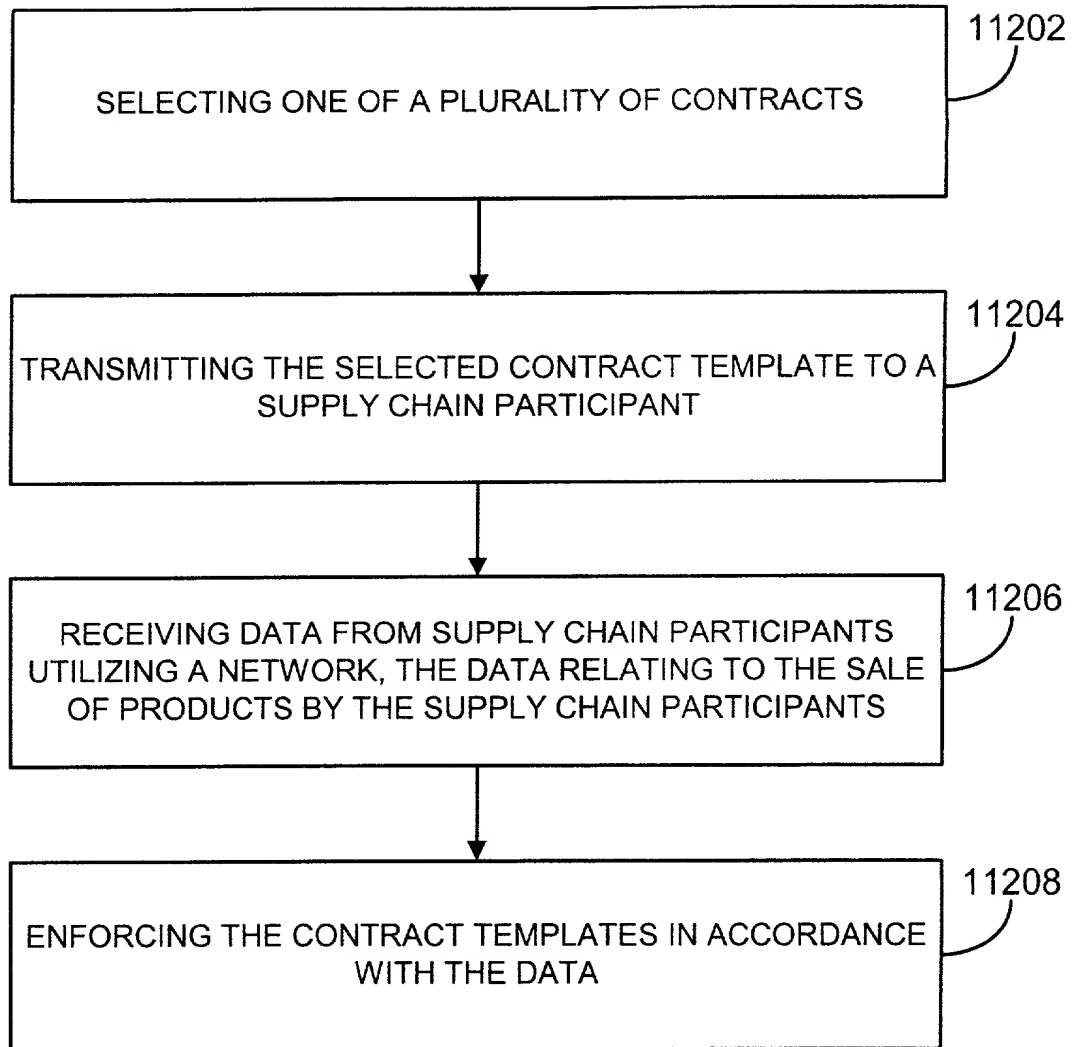 11202
SELECTING ONE OF A PLURALITY OF CONTRACTS
11204
TRANSMITTING THE SELECTED CONTRACT TEMPLATE TO A
SUPPLY CHAIN PARTICIPANT
11206
RECEIVING DATA FROM SUPPLY CHAIN PARTICIPANTS
UTILIZING A NETWORK, THE DATA RELATING TO THE SALE
OF PRODUCTS BY THE SUPPLY CHAIN PARTICIPANTS
11208
ENFORCING THE CONTRACT TEMPLATES IN ACCORDANCE
WITH THE DATA